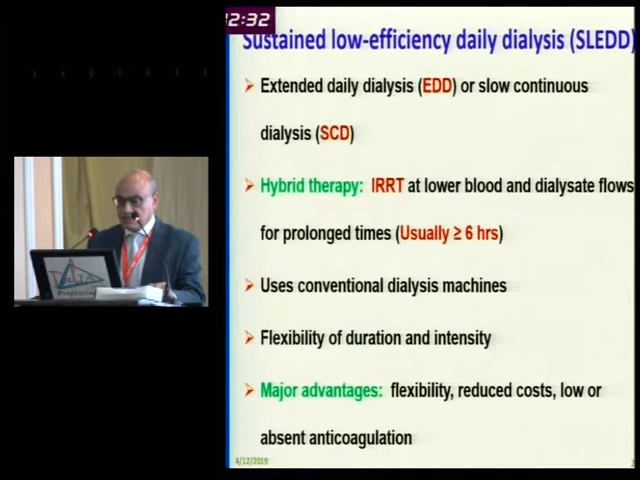 12:32
Sustained low-efficiency daily dialysis (SLEDD)
➢ Extended daily dialysis (EDD) or slow continuous
dialysis (SCD)
➢ Hybrid therapy: IRRT at lower blood and dialysate flows
for prolonged times (Usually ≥ 6 hrs)
➢ Uses conventional dialysis machines
➢ Flexibility of duration and intensity
➢ Major advantages: flexibility, reduced costs, low or
absent anticoagulation
4/12/2019